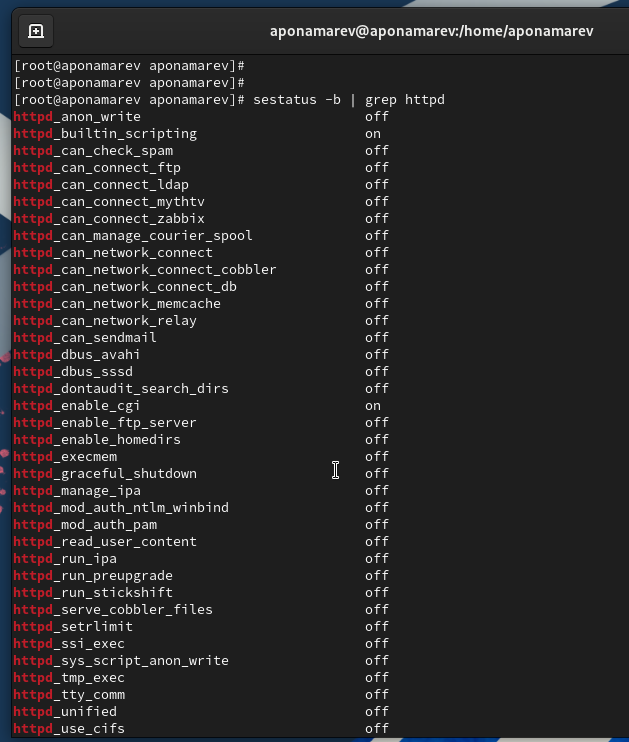 aponamarev@aponamarev:/home/aponamarev
[root@aponamarev aponamarev]#
[root@aponamarev aponamarev]#
[root@aponamarev aponamarev]# sestatus -b | grep httpd
httpd_anon_write off
httpd_builtin_scripting on
httpd_can_check_spam off
httpd_can_connect_ftp off
httpd_can_connect_ldap off
httpd_can_connect_mythtv off
httpd_can_connect_zabbix off
httpd_can_manage_courier_spool off
httpd_can_network_connect off
httpd_can_network_connect_cobbler off
httpd_can_network_connect_db off
httpd_can_network_memcache off
httpd_can_network_relay off
httpd_can_sendmail off
httpd_dbus_avahi off
httpd_dbus_sssd off
httpd_dontaudit_search_dirs off
httpd_enable_cgi on
httpd_enable_ftp_server off
httpd_enable_homedirs off
httpd_execmem off
httpd_graceful_shutdown off
httpd_manage_ipa off
httpd_mod_auth_ntlm_winbind off
httpd_mod_auth_pam off
httpd_read_user_content off
httpd_run_ipa off
httpd_run_preupgrade off
httpd_run_stickshift off
httpd_serve_cobbler_files off
httpd_setrlimit off
httpd_ssi_exec off
httpd_sys_script_anon_write off
httpd_tmp_exec off
httpd_tty_comm off
httpd_unified off
httpd_use_cifs off